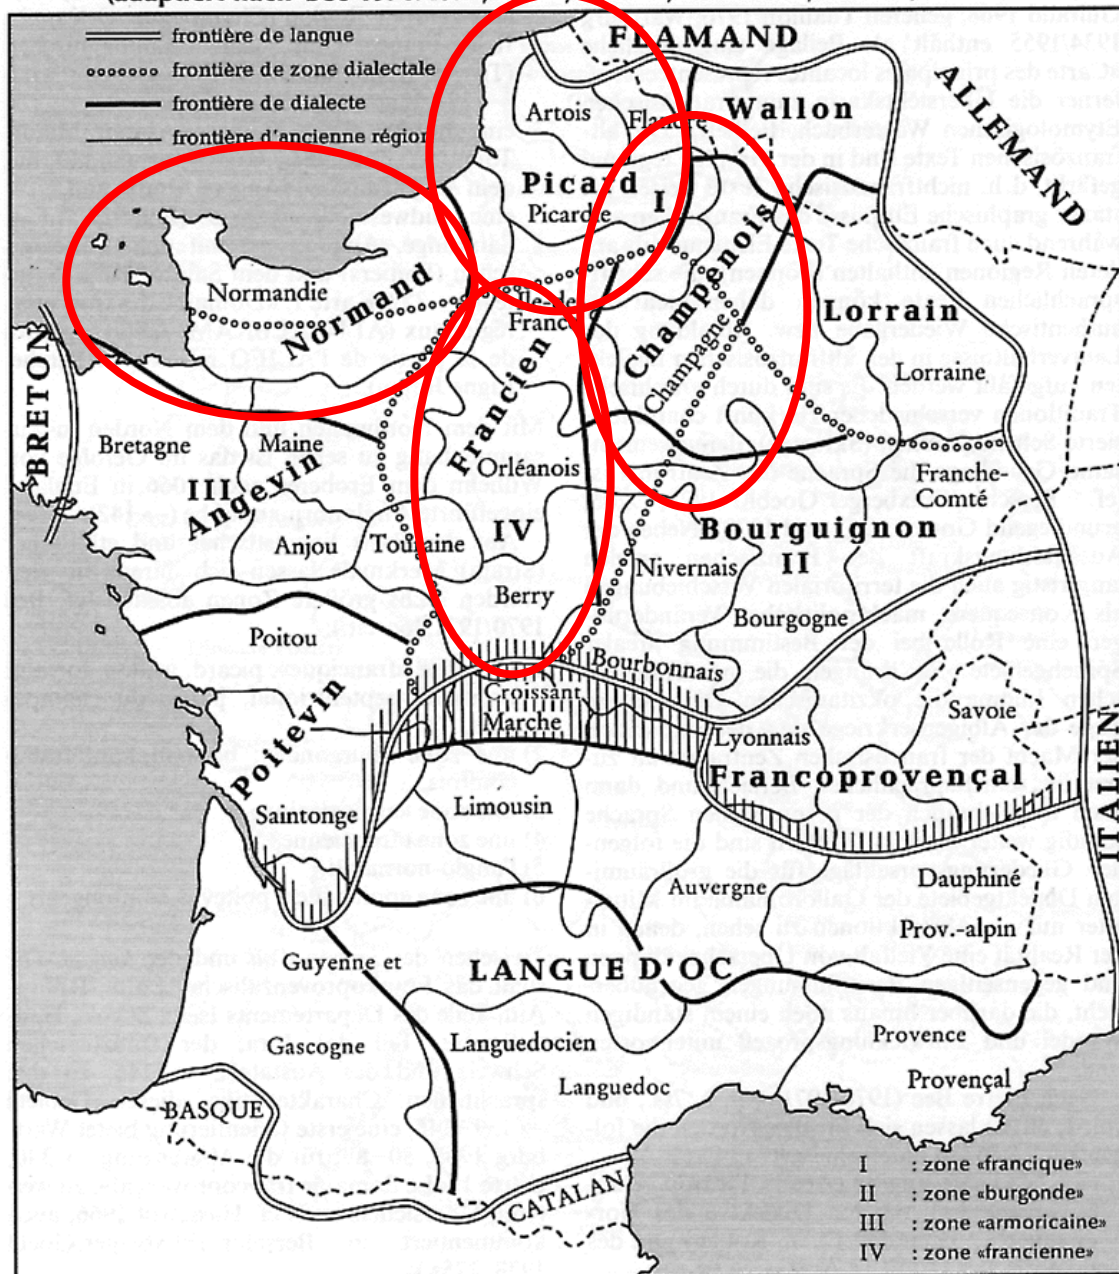 frontière de langue
frontière de zone dialectale
frontière de dialecte
frontière d'ancienne région
FLAMAND
ALLEMAND
Artois
Flandre
Wallon
Picard
I
Picardie
Normandie
Normand
Île-de
France
Champenois
Champagne
Lorrain
Lorraine
BRETON
Bretagne
Maine
III
Angevin
Anjou
Touraine
Francien
Orléanois
IV
Berry
Franche
Comté
Bourguignon
II
Nivernais
Bourgogne
Poitou
Poitevin
Bourbonnais
Croissant
Marche
Lyonnais
Savoie
ITALIEN
Francoprovençal
Saintonge
Limousin
Auvergne
Dauphiné
Prov.-alpin
Guyenne et
Gascogne
LANGUE D'OC
Languedocien
Languedoc
Provence
Provençal
BASQUE
CATALAN
I : zone «francique»
II : zone «burgonde»
III : zone «armoricaine»
IV : zone «francienne»